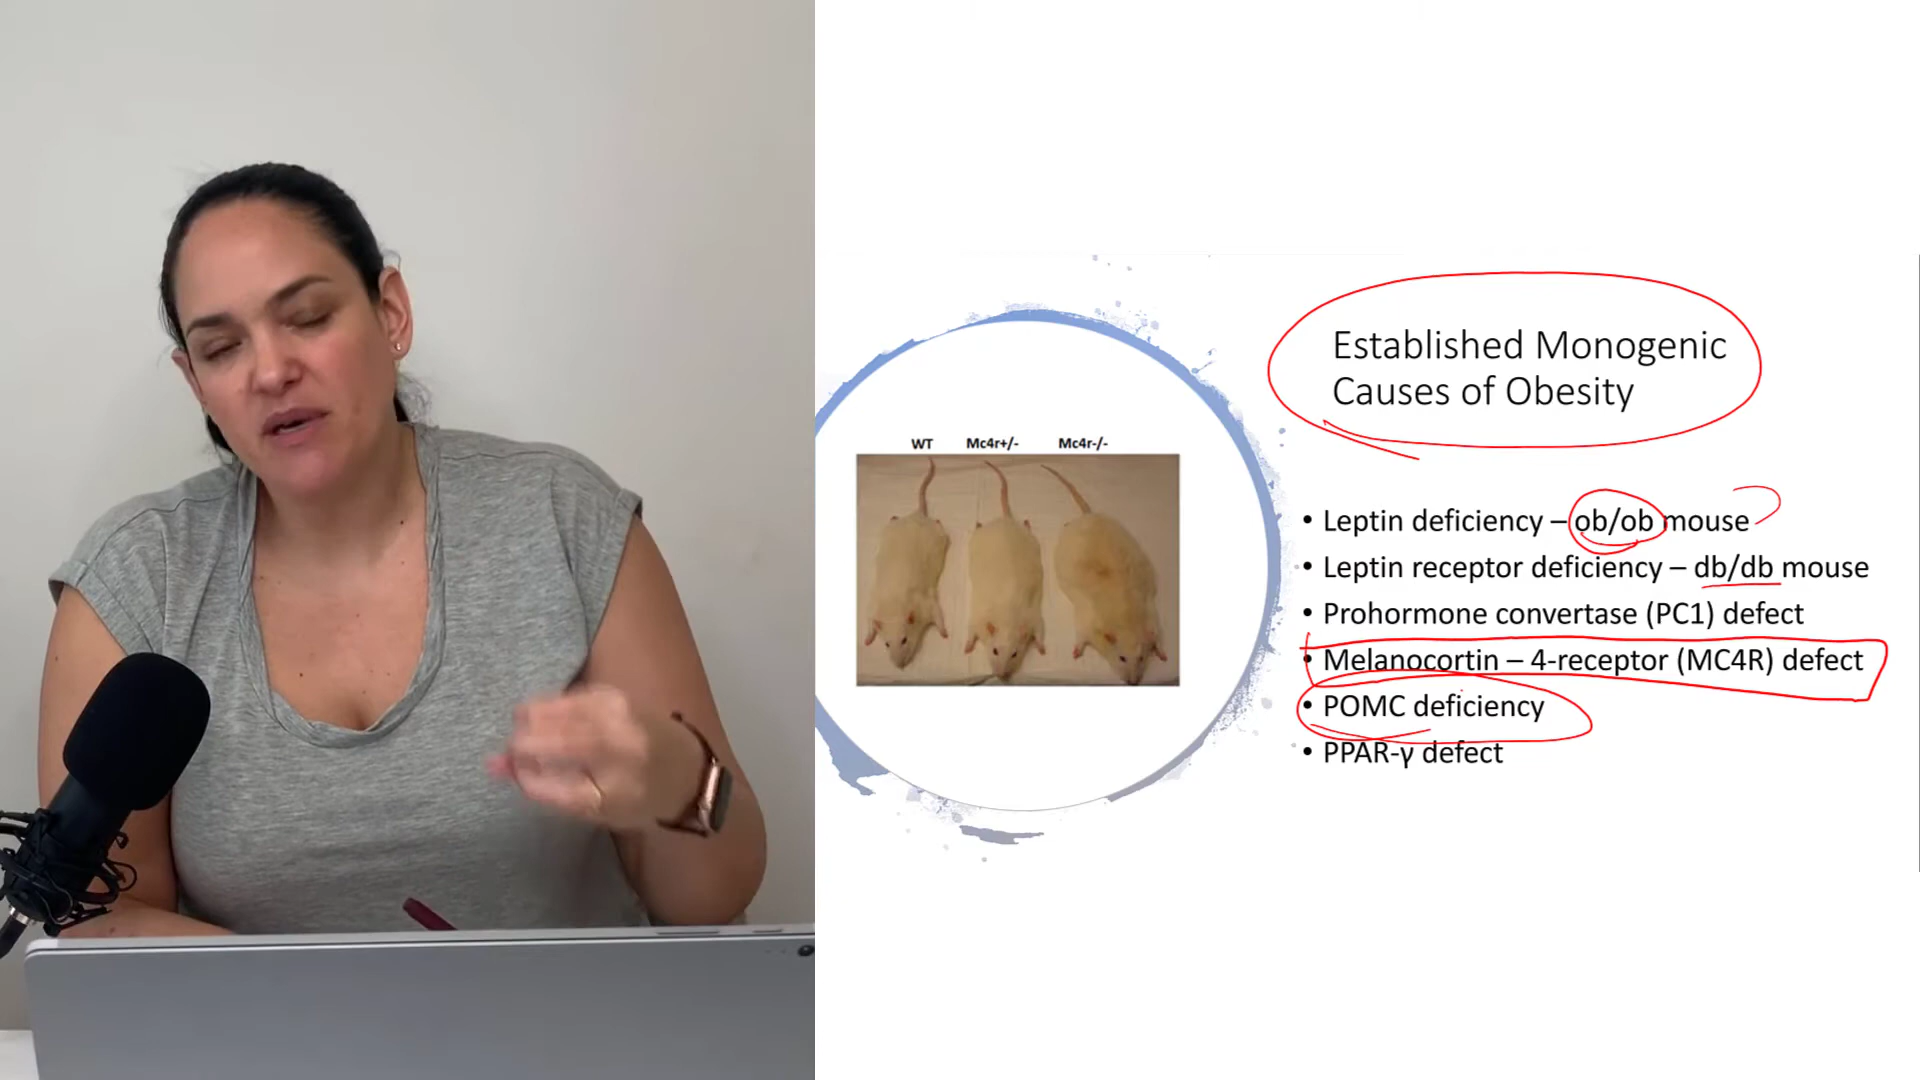 Established Monogenic
Causes of Obesity
WT Mc4r+/- Mc4r-/-
• Leptin deficiency – ob/ob mouse
• Leptin receptor deficiency – db/db mouse
• Prohormone convertase (PC1) defect
• Melanocortin – 4-receptor (MC4R) defect
• POMC deficiency
• PPAR-γ defect